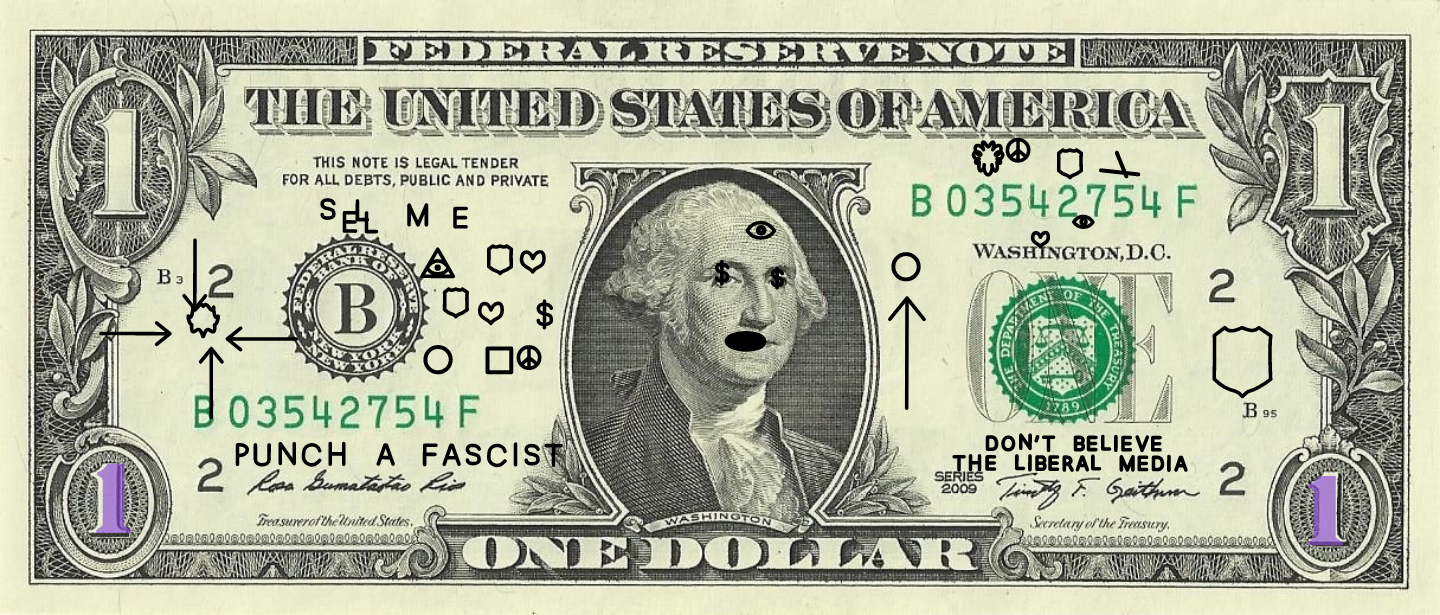 FEDERAL RESERVE NOTE
THE UNITED STATES OF AMERICA
1
1
THIS NOTE IS LEGAL TENDER
FOR ALL DEBTS, PUBLIC AND PRIVATE
B 03542754 F
SELL ME
WASHINGTON, D.C.
B 3
2
FEDERAL RESERVE
BANK OF
NEW YORK
B
$ $
$
ONE
THE DEPARTMENT OF THE TREASURY
1789
2
B 95
B 03542754 F
PUNCH A FASCIST
DON'T BELIEVE
THE LIBERAL MEDIA
2
Rosa Gumataotao Rios
SERIES
2009
Timothy F. Geithner
2
Treasurer of the United States.
WASHINGTON
Secretary of the Treasury.
1
1
ONE DOLLAR